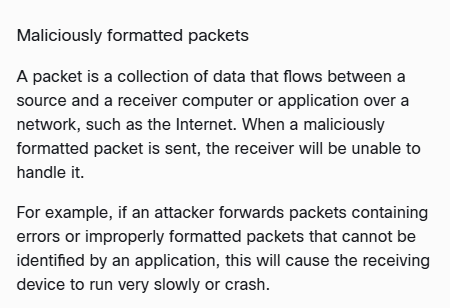 Maliciously formatted packets
A packet is a collection of data that flows between a
source and a receiver computer or application over a
network, such as the Internet. When a maliciously
formatted packet is sent, the receiver will be unable to
handle it.
For example, if an attacker forwards packets containing
errors or improperly formatted packets that cannot be
identified by an application, this will cause the receiving
device to run very slowly or crash.